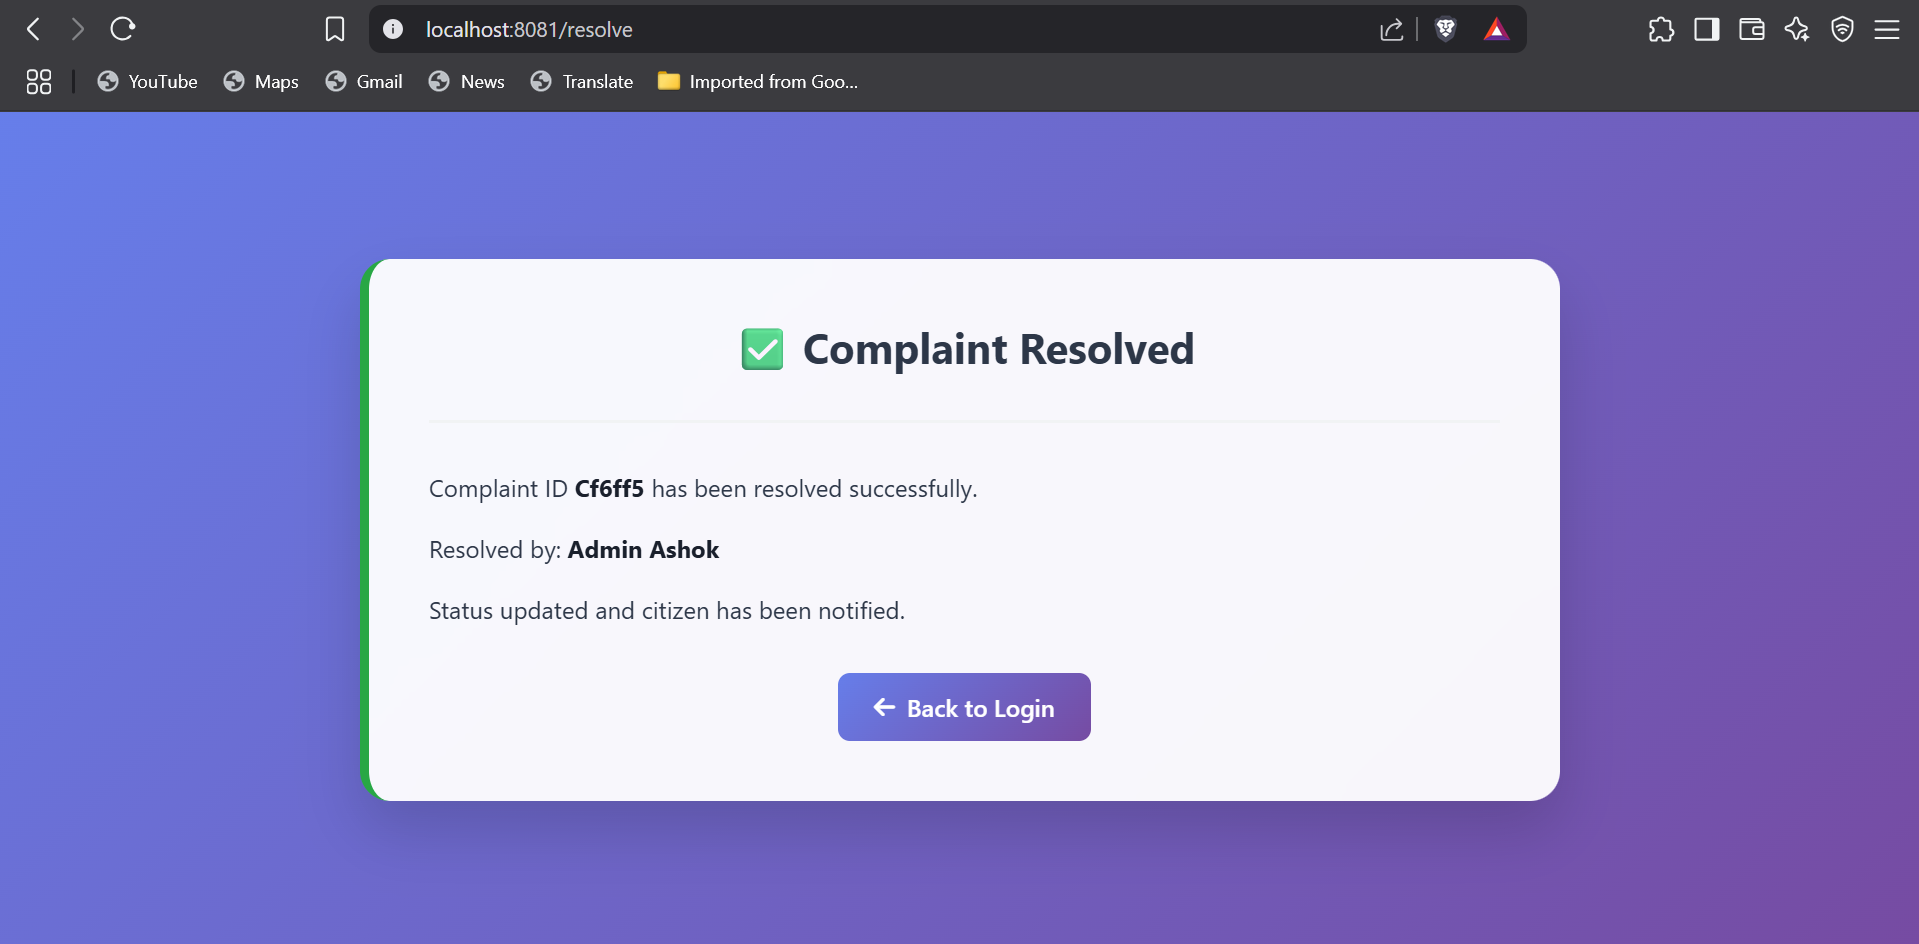 localhost:8081/resolve
YouTube Maps Gmail News Translate Imported from Goo...
Complaint Resolved
Complaint ID Cf6ff5 has been resolved successfully.
Resolved by: Admin Ashok
Status updated and citizen has been notified.
Back to Login